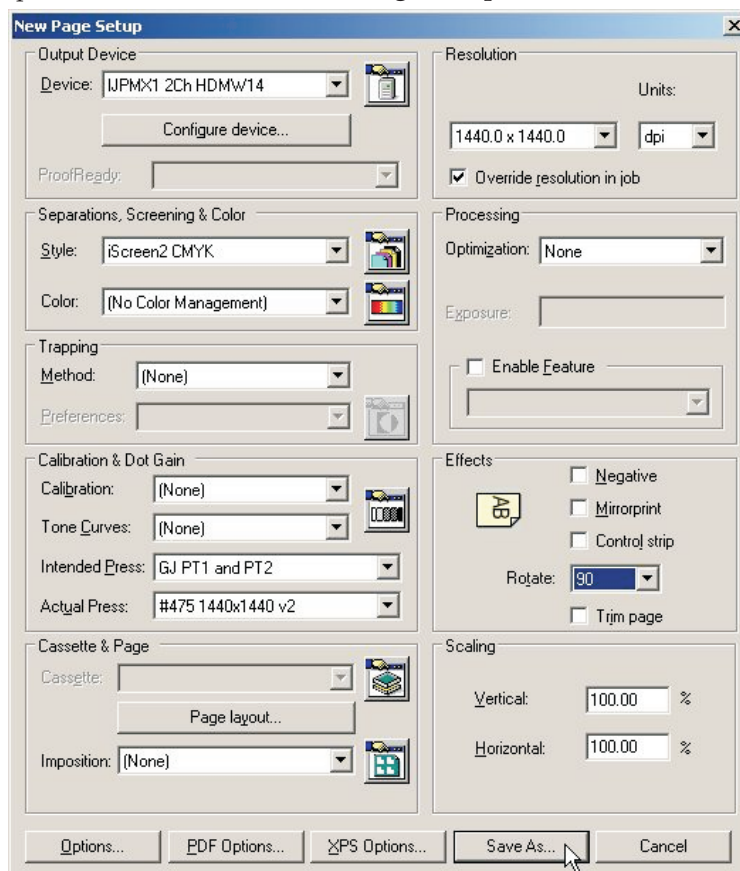 New Page Setup
Output Device
Device: IJPMX1 2Ch HDMW14
Configure device...
ProofReady:
Separations, Screening & Color
Style: iScreen2 CMYK
Color: (No Color Management)
Trapping
Method: (None)
Preferences:
Calibration & Dot Gain
Calibration: (None)
Tone Curves: (None)
Intended Press: GJ PT1 and PT2
Actual Press: #475 1440x1440 v2
Cassette & Page
Cassette:
Page layout...
Imposition: (None)
Resolution
Units:
1440.0 x 1440.0 dpi
Override resolution in job
Processing
Optimization: None
Exposure:
Enable Feature
Effects
AB
Negative
Mirrorprint
Control strip
Rotate: 90
Trim page
Scaling
Vertical: 100.00 %
Horizontal: 100.00 %
Options... PDF Options... XPS Options... Save As... Cancel